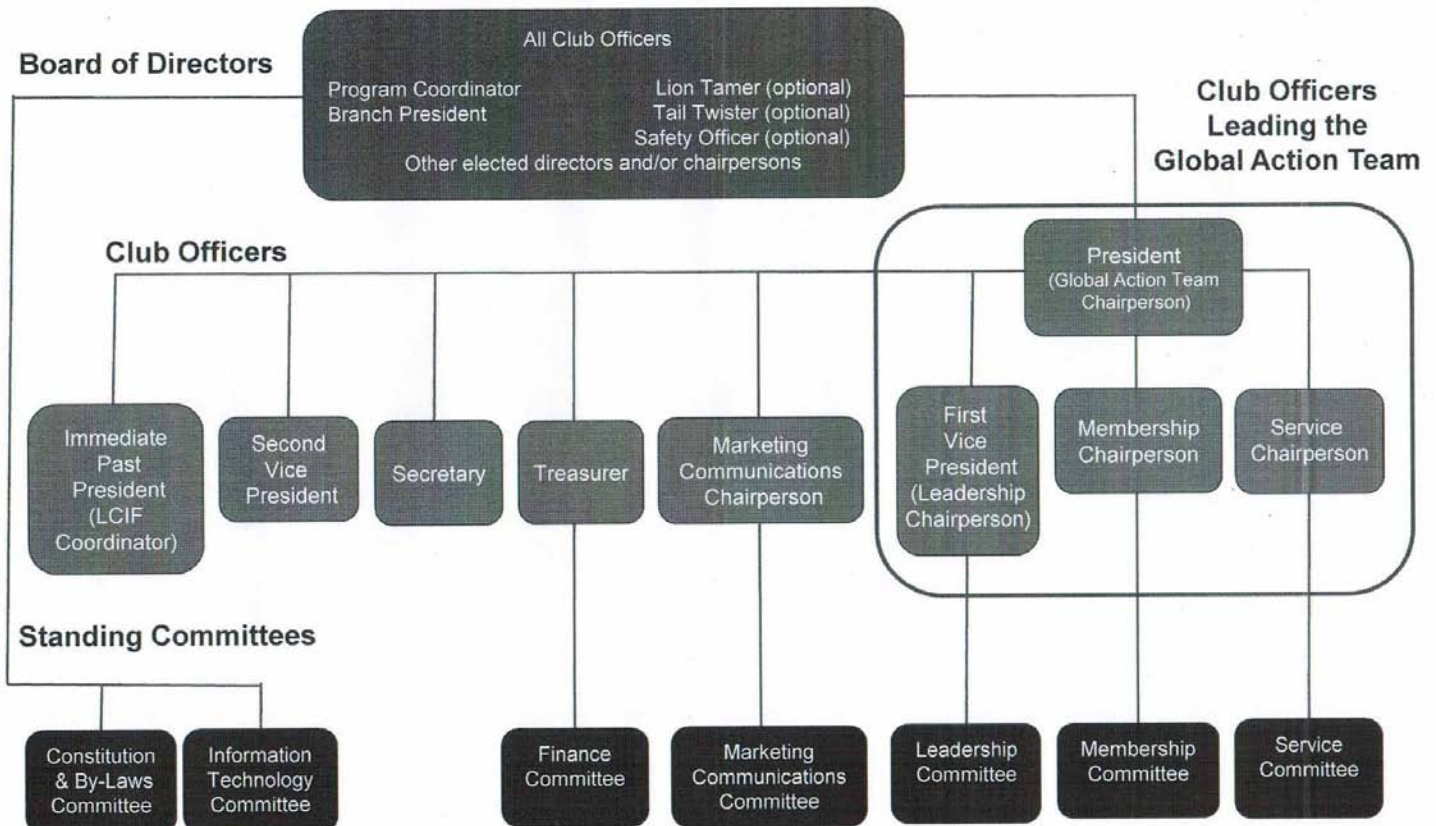 All Club Officers
Board of Directors
Program Coordinator
Branch President
Lion Tamer (optional)
Tail Twister (optional)
Safety Officer (optional)
Other elected directors and/or chairpersons
Club Officers
Leading the
Global Action Team
Club Officers
President
(Global Action Team
Chairperson)
Immediate
Past
President
(LCIF
Coordinator)
Second
Vice
President
Secretary
Treasurer
Marketing
Communications
Chairperson
First
Vice
President
(Leadership
Chairperson)
Membership
Chairperson
Service
Chairperson
Standing Committees
Constitution
& By-Laws
Committee
Information
Technology
Committee
Finance
Committee
Marketing
Communications
Committee
Leadership
Committee
Membership
Committee
Service
Committee